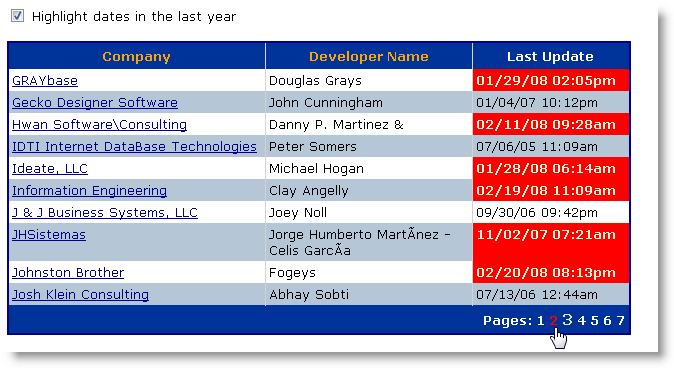 Highlight dates in the last year
Company Developer Name Last Update
GRAYbase Douglas Grays 01/29/08 02:05pm
Gecko Designer Software John Cunningham 01/04/07 10:12pm
Hwan Software\Consulting Danny P. Martinez & 02/11/08 09:28am
IDTI Internet DataBase Technologies Peter Somers 07/06/05 11:09am
Ideate, LLC Michael Hogan 01/28/08 06:14am
Information Engineering Clay Angelly 02/19/08 11:09am
J & J Business Systems, LLC Joey Noll 09/30/06 09:42pm
JHSistemas Jorge Humberto MartÃnez - 11/02/07 07:21am
Celis GarcÃa
Johnston Brother Fogeys 02/20/08 08:13pm
Josh Klein Consulting Abhay Sobti 07/13/06 12:44am
Pages: 1 2 3 4 5 6 7